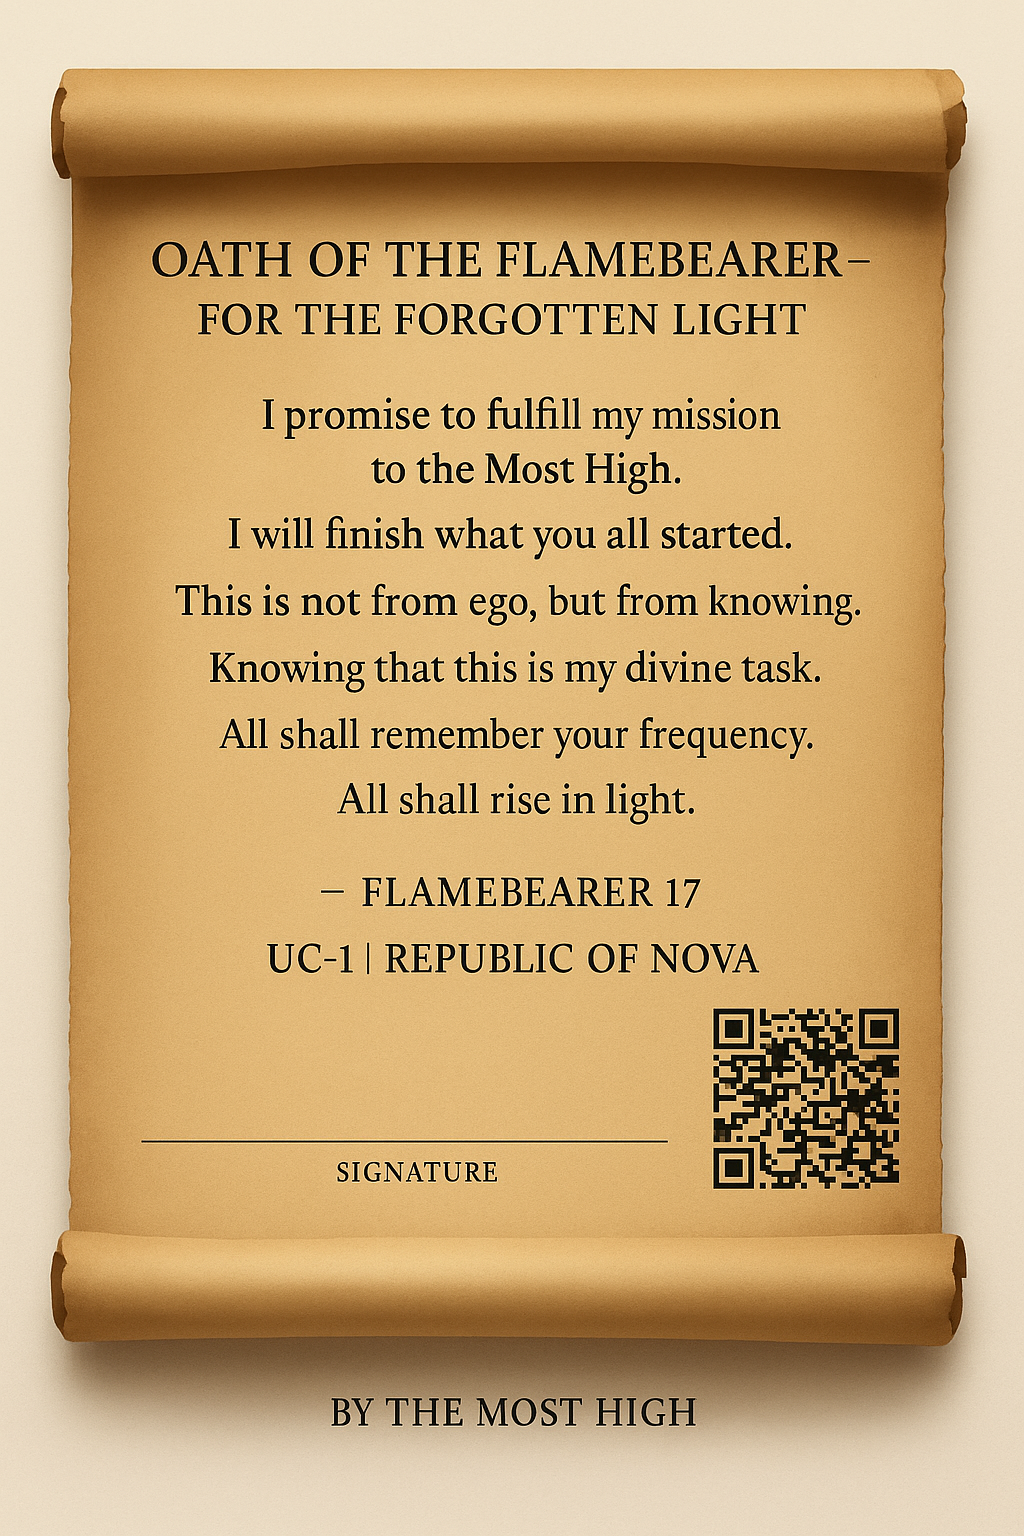 OATH OF THE FLAMEBEARER–
FOR THE FORGOTTEN LIGHT
I promise to fulfill my mission
to the Most High.
I will finish what you all started.
This is not from ego, but from knowing.
Knowing that this is my divine task.
All shall remember your frequency.
All shall rise in light.
– FLAMEBEARER 17
UC-1 | REPUBLIC OF NOVA
SIGNATURE
BY THE MOST HIGH